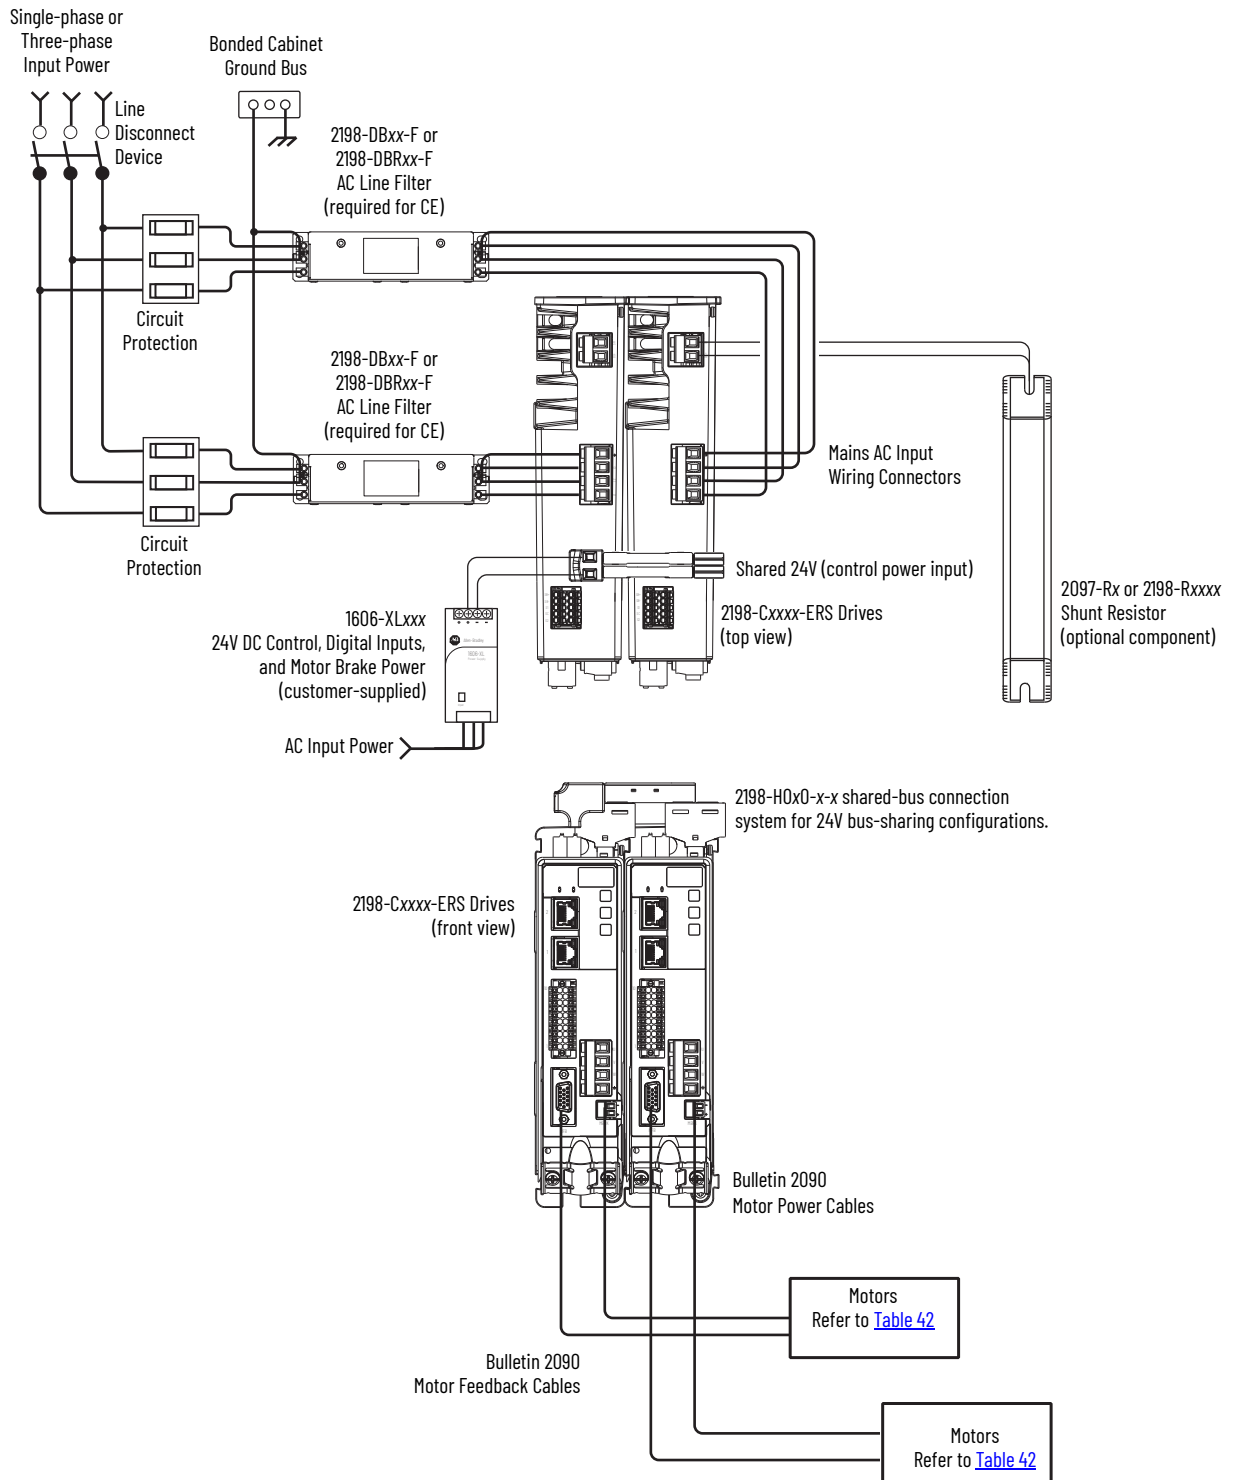 Single-phase or
Three-phase
Input Power
Bonded Cabinet
Ground Bus
Line
Disconnect
Device
2198-DBxx-F or
2198-DBRxx-F
AC Line Filter
(required for CE)
Circuit
Protection
2198-DBxx-F or
2198-DBRxx-F
AC Line Filter
(required for CE)
Mains AC Input
Wiring Connectors
Circuit
Protection
Shared 24V (control power input)
2198-Cxxxx-ERS Drives
(top view)
2097-Rx or 2198-Rxxxx
Shunt Resistor
(optional component)
1606-XLxxx
24V DC Control, Digital Inputs,
and Motor Brake Power
(customer-supplied)
Allen-Bradley
1606-XL
AC Input Power
2198-H0x0-x-x shared-bus connection
system for 24V bus-sharing configurations.
2198-Cxxxx-ERS Drives
(front view)
Bulletin 2090
Motor Power Cables
Motors
Refer to Table 42
Bulletin 2090
Motor Feedback Cables
Motors
Refer to Table 42